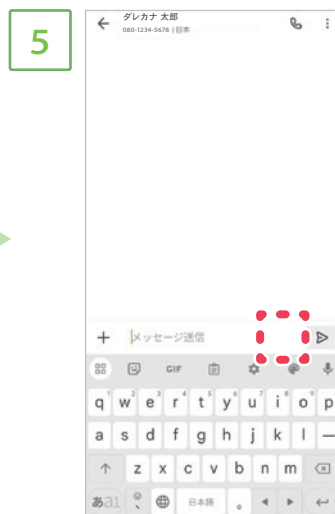 5
ダレカナ 太郎
080-1234-5678 | 日本
メッセージ送信
GIF
q w e r t y u i o p
a s d f g h j k l ー
z x c v b n m
あa1 日本語 。